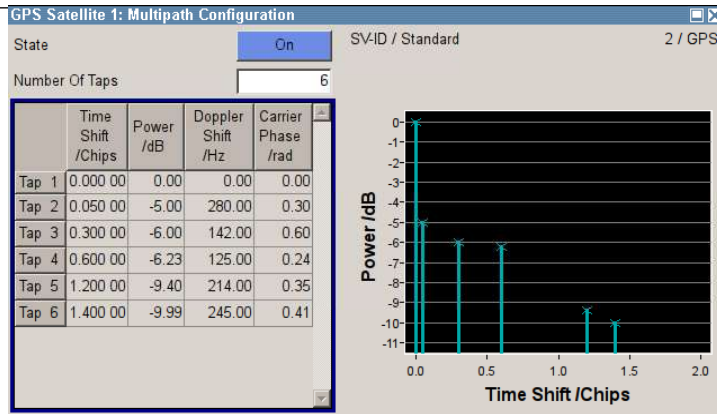 GPS Satellite 1: Multipath Configuration
State On
Number Of Taps 6
SV-ID / Standard 2 / GPS
Time Shift /Chips Power /dB Doppler Shift /Hz Carrier Phase /rad
Tap 1 0.000 00 0.00 0.00 0.00
Tap 2 0.050 00 -5.00 280.00 0.30
Tap 3 0.300 00 -6.00 142.00 0.60
Tap 4 0.600 00 -6.23 125.00 0.24
Tap 5 1.200 00 -9.40 214.00 0.35
Tap 6 1.400 00 -9.99 245.00 0.41
Power /dB
0
-1
-2
-3
-4
-5
-6
-7
-8
-9
-10
-11
0.0 0.5 1.0 1.5 2.0
Time Shift /Chips